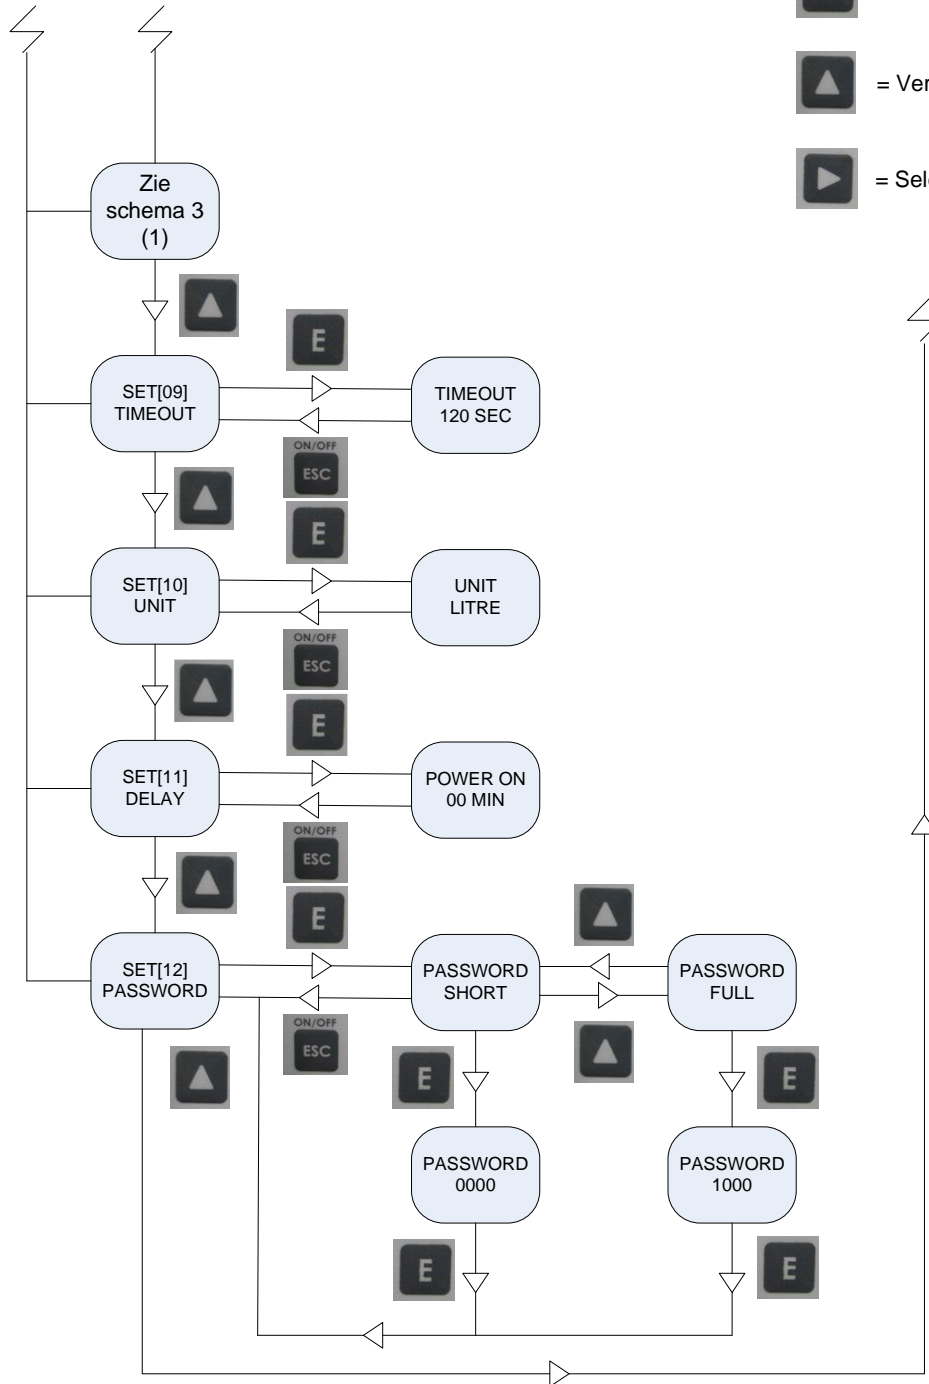 = Ver
= Sel
Zie
schema 3
(1)
E
SET[09]
TIMEOUT
TIMEOUT
120 SEC
ON/OFF
ESC
E
SET[10]
UNIT
UNIT
LITRE
ON/OFF
ESC
E
SET[11]
DELAY
POWER ON
00 MIN
ON/OFF
ESC
E
SET[12]
PASSWORD
PASSWORD
SHORT
PASSWORD
FULL
ON/OFF
ESC
E
E
PASSWORD
0000
PASSWORD
1000
E
E